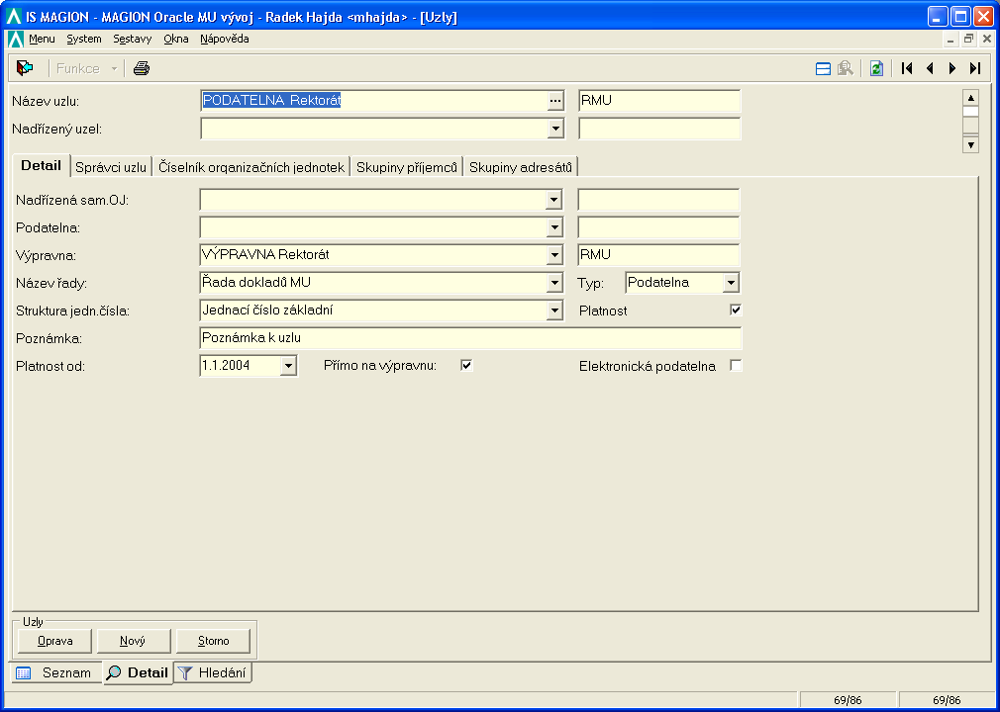 IS MAGION - MAGION Oracle MU vývoj - Radek Hajda <mhajda> - [Uzly]
Menu System Sestavy Okna Nápověda
Funkce
Název uzlu: PODATELNA Rektorát ... RMU
Nadřízený uzel:
Detail Správci uzlu Číselník organizačních jednotek Skupiny příjemců Skupiny adresátů
Nadřízená sam.OJ:
Podatelna:
Výpravna: VÝPRAVNA Rektorát RMU
Název řady: Řada dokladů MU Typ: Podatelna
Struktura jedn.čísla: Jednací číslo základní Platnost
Poznámka: Poznámka k uzlu
Platnost od: 1.1.2004 Přímo na výpravnu: Elektronická podatelna
Uzly
Oprava Nový Storno
Seznam Detail Hledání
69/86 69/86